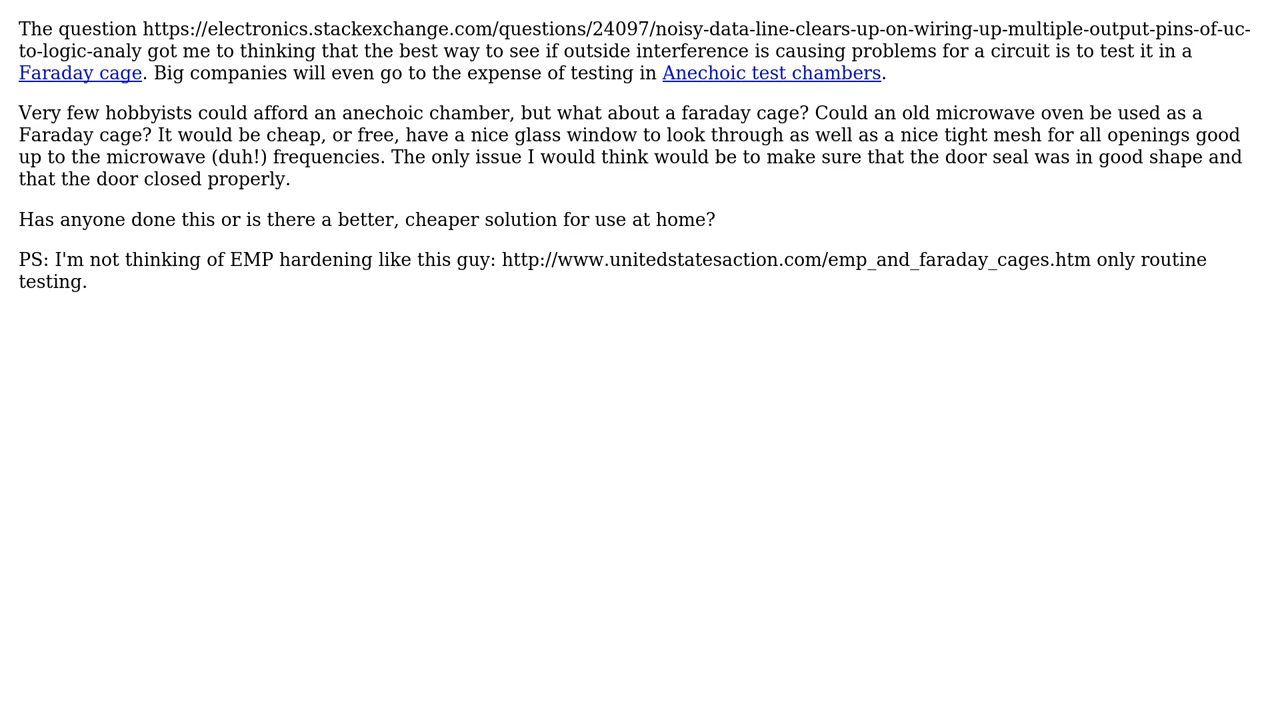 The question https://electronics.stackexchange.com/questions/24097/noisy-data-line-clears-up-on-wiring-up-multiple-output-pins-of-uc-
to-logic-analy got me to thinking that the best way to see if outside interference is causing problems for a circuit is to test it in a
Faraday cage. Big companies will even go to the expense of testing in Anechoic test chambers.
Very few hobbyists could afford an anechoic chamber, but what about a faraday cage? Could an old microwave oven be used as a
Faraday cage? It would be cheap, or free, have a nice glass window to look through as well as a nice tight mesh for all openings good
up to the microwave (duh!) frequencies. The only issue I would think would be to make sure that the door seal was in good shape and
that the door closed properly.
Has anyone done this or is there a better, cheaper solution for use at home?
PS: I'm not thinking of EMP hardening like this guy: http://www.unitedstatesaction.com/emp_and_faraday_cages.htm only routine
testing.